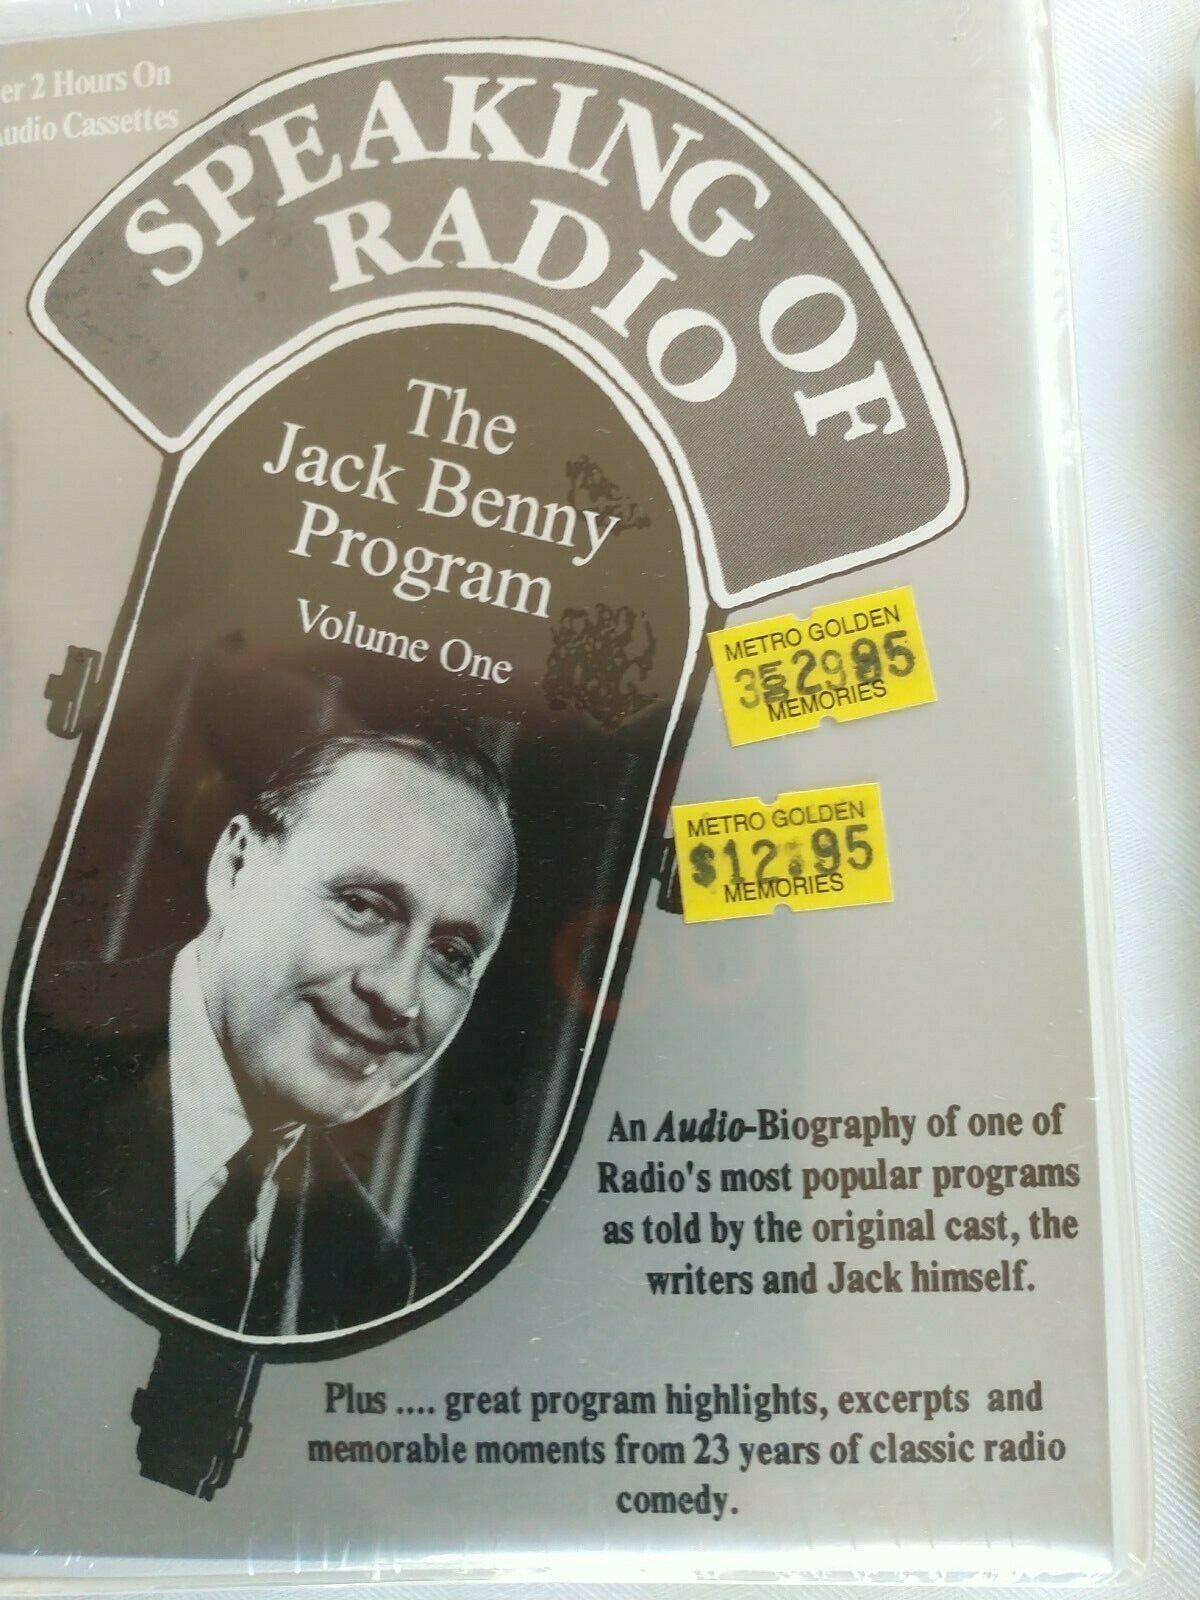 2 Hours On
Audio Cassettes
SPEAKING OF
RADIO
The
Jack Benny
Program
Volume One
METRO GOLDEN
MEMORIES
METRO GOLDEN
$12.95
MEMORIES
An Audio-Biography of one of
Radio's most popular programs
as told by the original cast, the
writers and Jack himself.
Plus .... great program highlights, excerpts and
memorable moments from 23 years of classic radio
comedy.